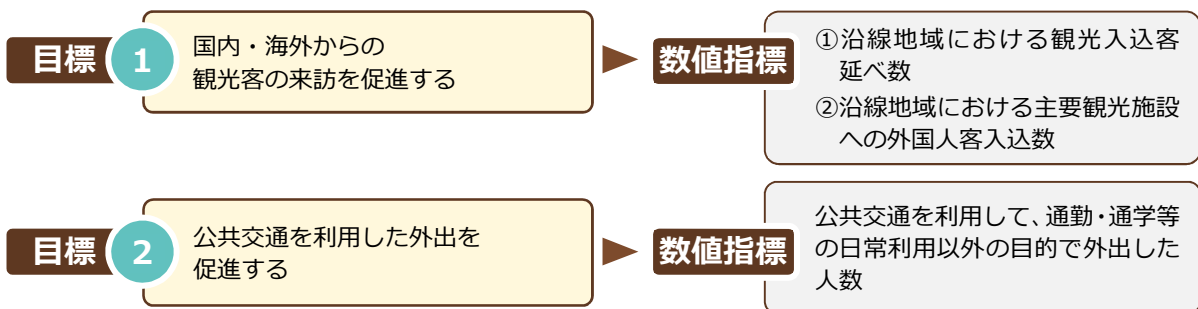 目標 1
国内・海外からの
観光客の来訪を促進する
数値指標
①沿線地域における観光入込客
延べ数
②沿線地域における主要観光施設
への外国人客入込数
目標 2
公共交通を利用した外出を
促進する
数値指標
公共交通を利用して、通勤・通学等
の日常利用以外の目的で外出した
人数